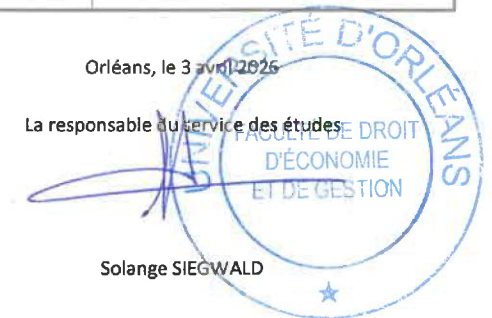 Orléans, le 3 avril 2026
La responsable du service des études
Solange SIEGWALD
UNIVERSITÉ D'ORLÉANS
FACULTÉ DE DROIT
D'ÉCONOMIE
ET DE GESTION